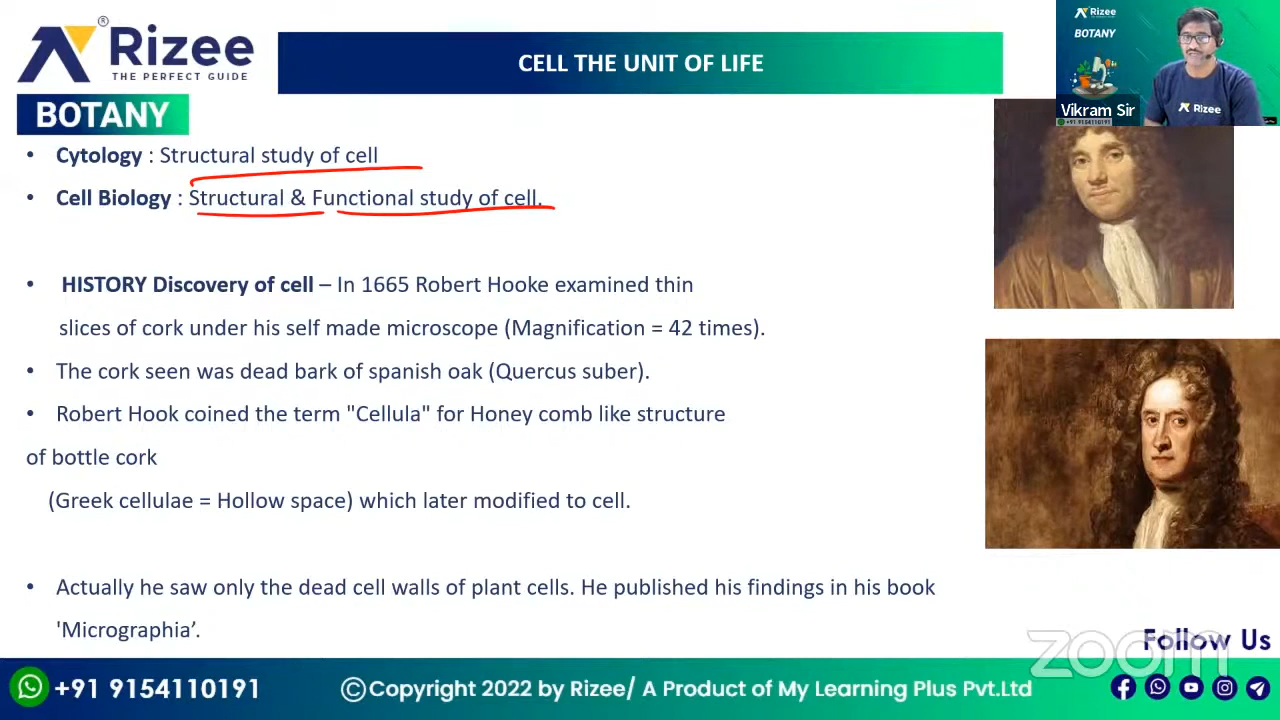 Rizee
®
THE PERFECT GUIDE
BOTANY
CELL THE UNIT OF LIFE
Rizee
BOTANY
Rizee
Vikram Sir
+91 9154110191
• Cytology : Structural study of cell
• Cell Biology : Structural & Functional study of cell.
• HISTORY Discovery of cell – In 1665 Robert Hooke examined thin
slices of cork under his self made microscope (Magnification = 42 times).
• The cork seen was dead bark of spanish oak (Quercus suber).
• Robert Hook coined the term "Cellula" for Honey comb like structure
of bottle cork
(Greek cellulae = Hollow space) which later modified to cell.
• Actually he saw only the dead cell walls of plant cells. He published his findings in his book
'Micrographia’.
Follow Us
zoom
+91 9154110191
©Copyright 2022 by Rizee/ A Product of My Learning Plus Pvt.Ltd